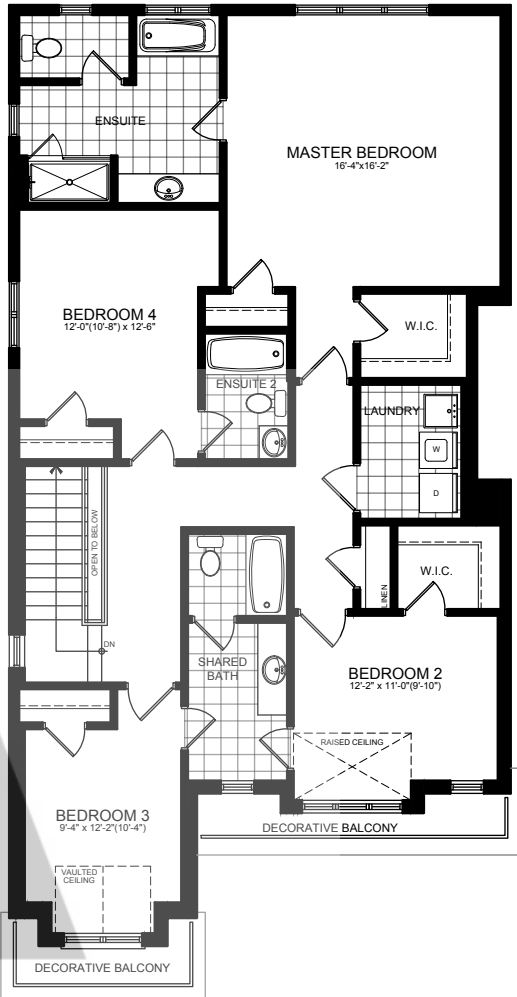 ENSUITE
MASTER BEDROOM
16'-4"x16'-2"
BEDROOM 4
12'-0"(10'-8") x 12'-6"
W.I.C.
ENSUITE 2
LAUNDRY
W
D
OPEN TO BELOW
W.I.C.
LINEN
DN
SHARED
BATH
BEDROOM 2
12'-2" x 11'-0"(9'-10")
RAISED CEILING
BEDROOM 3
9'-4" x 12'-2"(10'-4")
DECORATIVE BALCONY
VAULTED
CEILING
DECORATIVE BALCONY